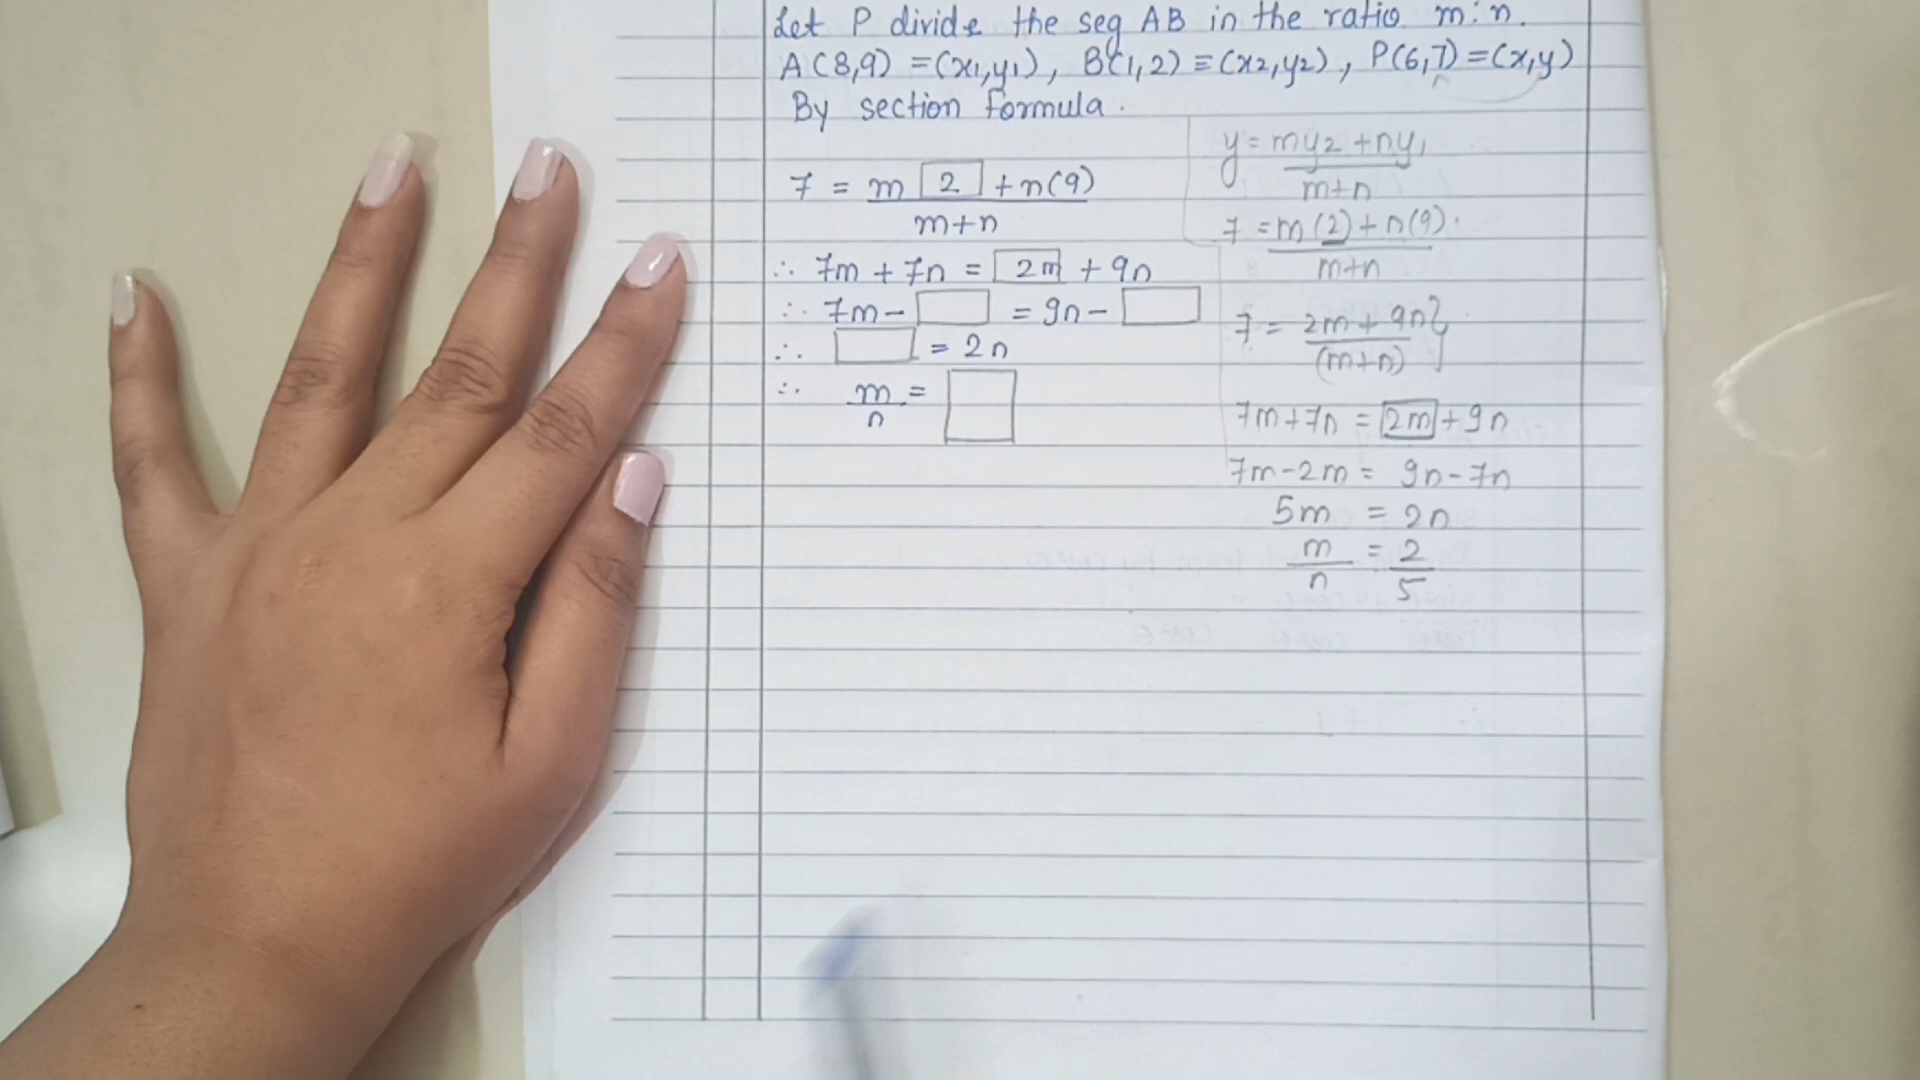 Let P divide the seg AB in the ratio m:n.
A(8,9) = (x₁,y₁), B(1,2) = (x₂,y₂), P(6,7) = (x,y)
By section formula.
7 = m [2] + n(9)
m+n
∴ 7m + 7n = [2m] + 9n
∴ 7m - [ ] = 9n - [ ]
∴ [ ] = 2n
∴ m/n = [ ]
y = my₂ + ny₁
m+n
7 = m(2) + n(9).
m+n
7 = 2m + 9n
(m+n)
7m+7n = [2m] + 9n
7m-2m = 9n-7n
5m = 2n
m = 2
n 5